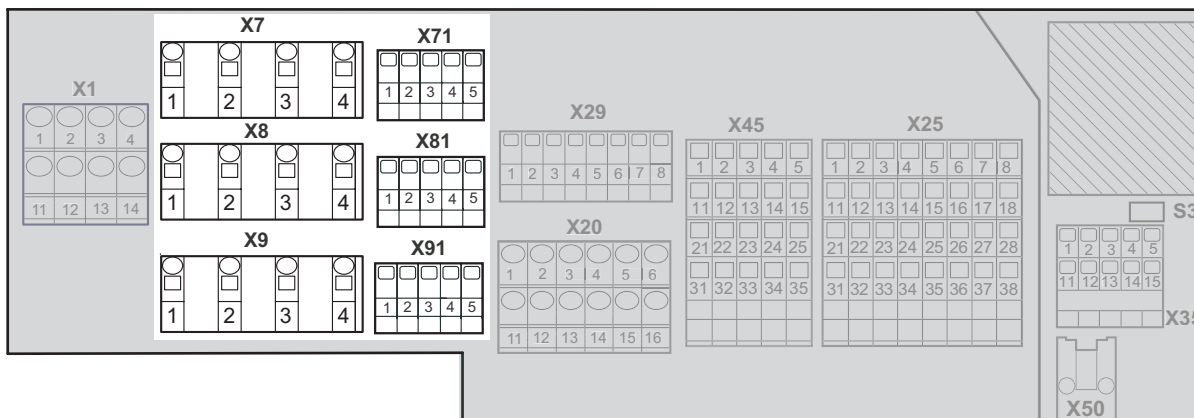 X7
X71
1 2 3 4
1 2 3 4 5
X1
1 2 3 4
11 12 13 14
X8
X81
1 2 3 4
1 2 3 4 5
X9
X91
1 2 3 4
1 2 3 4 5
X29
1 2 3 4 5 6 7 8
X20
1 2 3 4 5 6
11 12 13 14 15 16
X45
1 2 3 4 5
11 12 13 14 15
21 22 23 24 25
31 32 33 34 35
X25
1 2 3 4 5 6 7 8
11 12 13 14 15 16 17 18
21 22 23 24 25 26 27 28
31 32 33 34 35 36 37 38
S3
1 2 3 4 5
11 12 13 14 15
X35
X50